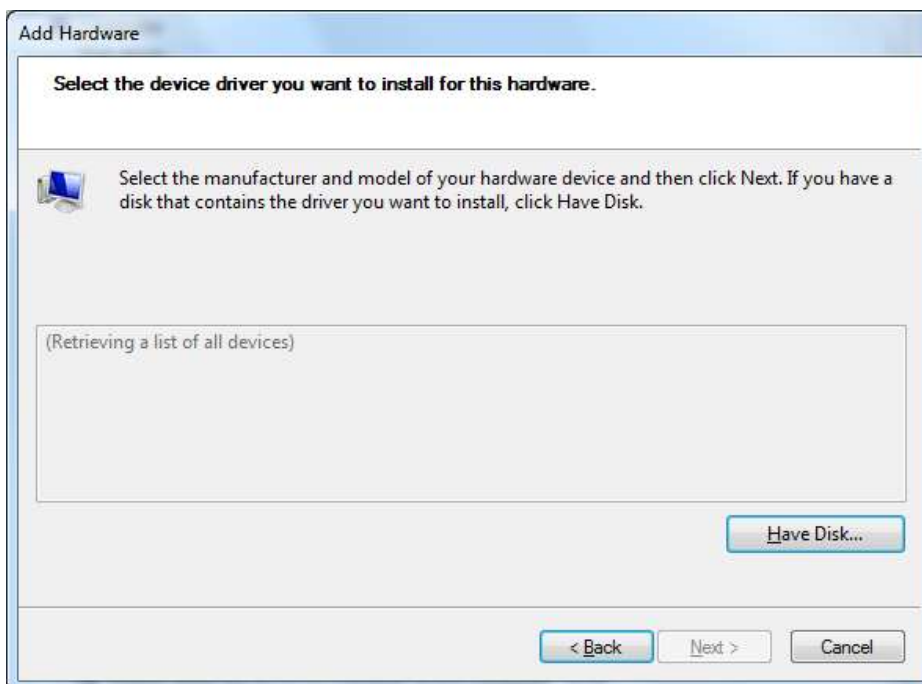 Add Hardware
Select the device driver you want to install for this hardware.
Select the manufacturer and model of your hardware device and then click Next. If you have a
disk that contains the driver you want to install, click Have Disk.
(Retrieving a list of all devices)
Have Disk...
< Back Next > Cancel